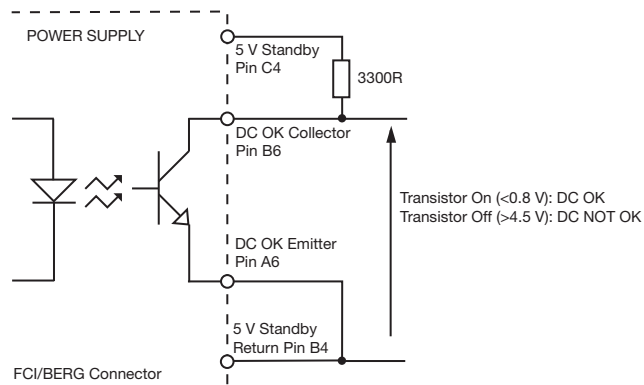 POWER SUPPLY
5 V Standby
Pin C4
3300R
DC OK Collector
Pin B6
Transistor On (<0.8 V): DC OK
Transistor Off (>4.5 V): DC NOT OK
DC OK Emitter
Pin A6
5 V Standby
Return Pin B4
FCI/BERG Connector